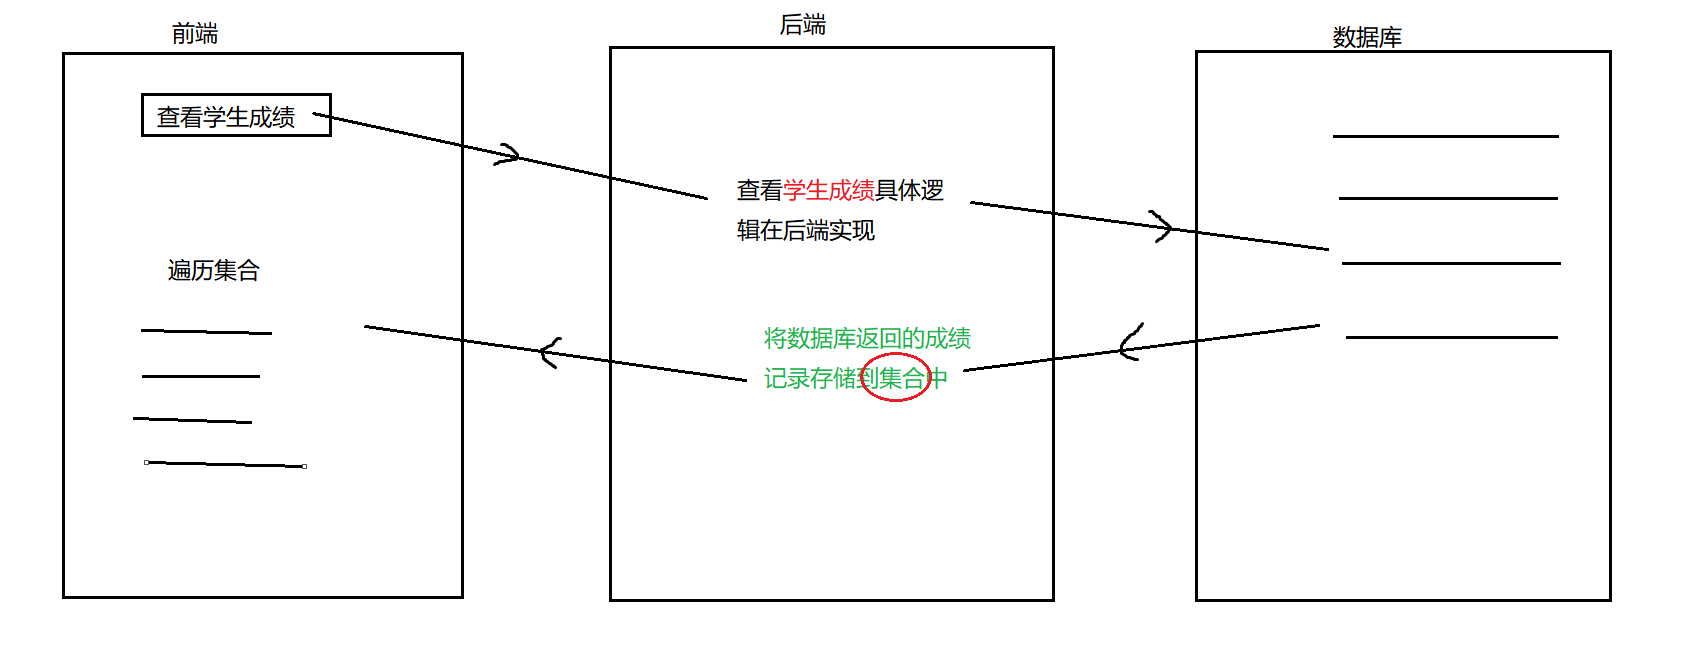 前端
后端
数据库
查看学生成绩
查看学生成绩具体逻
辑在后端实现
遍历集合
将数据库返回的成绩
记录存储到集合中